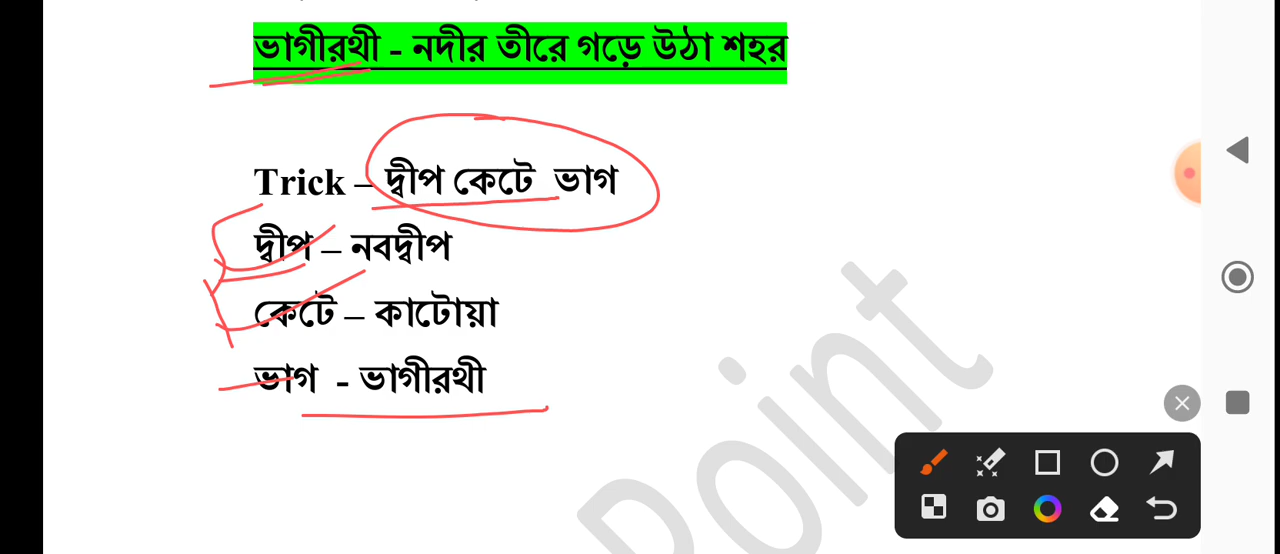 ভাগীরথী - নদীর তীরে গড়ে উঠা শহর
Trick – দ্বীপ কেটে ভাগ
দ্বীপ – নবদ্বীপ
কেটে – কাটোয়া
ভাগ - ভাগীরথী
Point